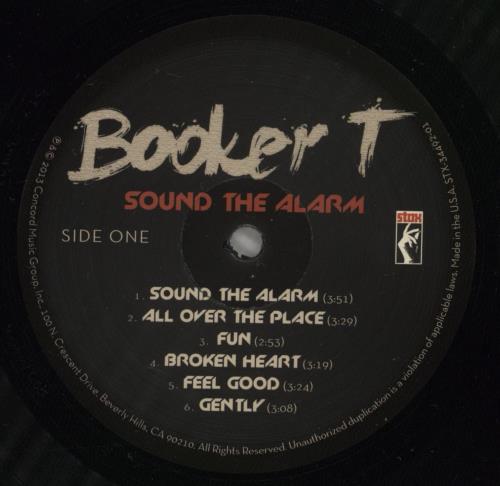 Booker T
SOUND THE ALARM
SIDE ONE
stax
1. SOUND THE ALARM (3:51)
2. ALL OVER THE PLACE (3:29)
3. FUN (2:53)
4. BROKEN HEART (3:19)
5. FEEL GOOD (3:24)
6. GENTLY (3:08)
℗© 2013 Concord Music Group, Inc., 100 N. Crescent Drive, Beverly Hills, CA 90210. All Rights Reserved. Unauthorized duplication is a violation of applicable laws. Made in the U.S.A. STX-34492-01